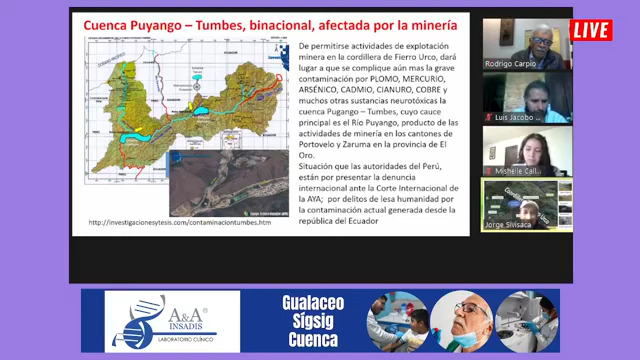 Cuenca Puyango – Tumbes, binacional, afectada por la minería
De permitirse actividades de explotación
minera en la cordillera de Fierro Urco, dará
lugar a que se complique aún mas la grave
contaminación por PLOMO, MERCURIO,
ARSÉNICO, CADMIO, CIANURO, COBRE y
muchos otras sustancias neurotóxicas la
cuenca Pugango – Tumbes, cuyo cauce
principal es el Rio Puyango, producto de las
actividades de minería en los cantones de
Portovelo y Zaruma en la provincia de El
Oro.
Situación que las autoridades del Perú,
están por presentar la denuncia
internacional ante la Corte Internacional de
la AYA; por delitos de lesa humanidad por
la contaminación actual generada desde la
república del Ecuador
http://investigacionesytesis.com/contaminaciontumbes.htm
LIVE
Rodrigo Carpio
Luis Jacobo
Mishelle Call...
Jorge Sivisaca
A&A
INSADIS
LABORATORIO CLÍNICO
Gualaceo
Sígsig
Cuenca